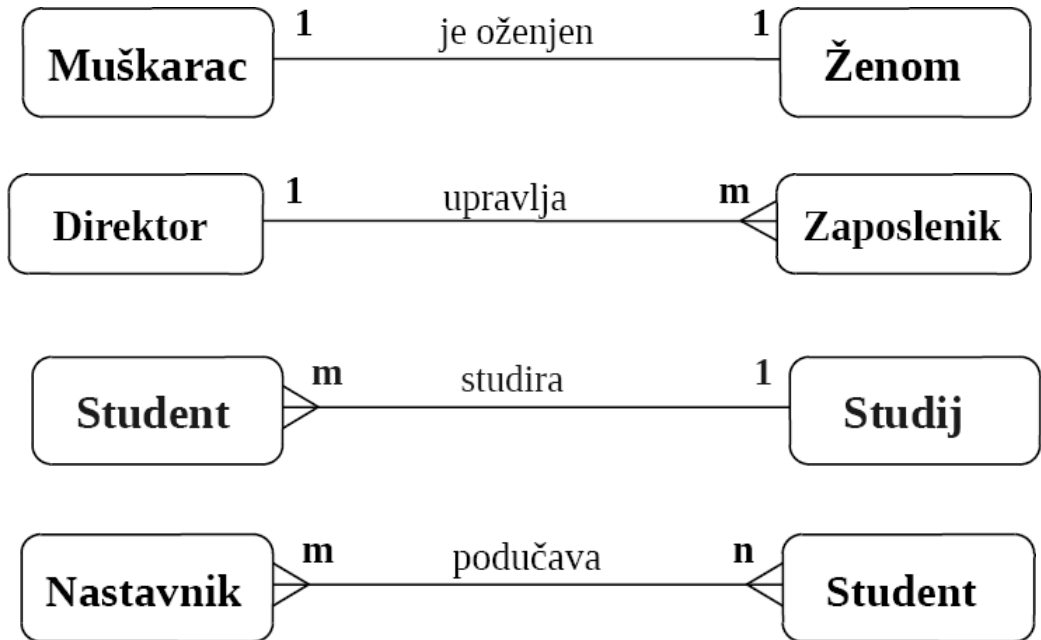 1 je oženjen 1
Muškarac Ženom
1 upravlja m
Direktor Zaposlenik
m studira 1
Student Studij
m podučava n
Nastavnik Student